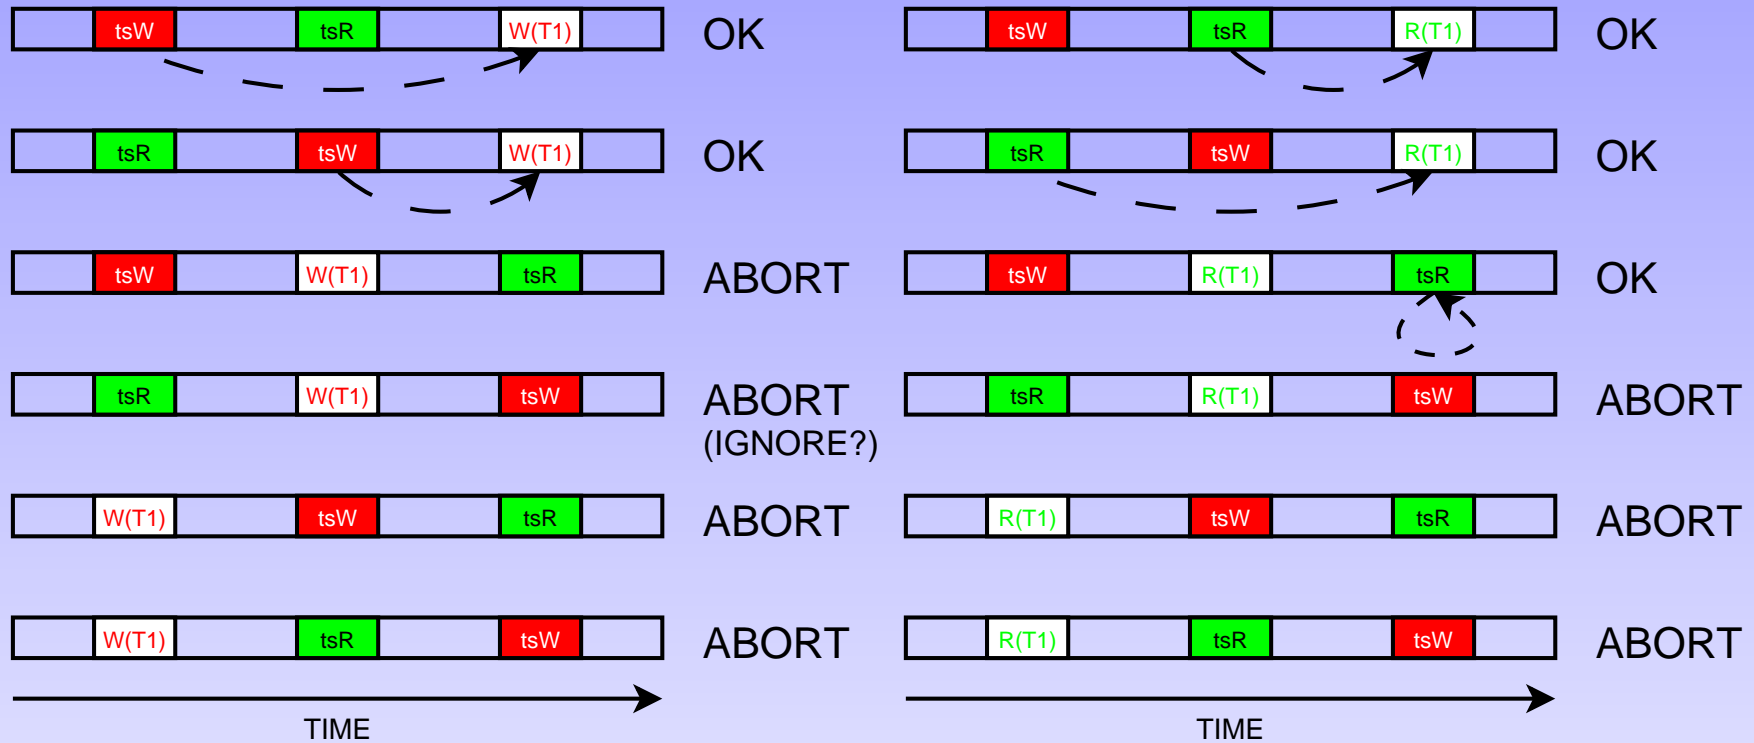 tsW tsR W(T1) OK
tsR tsW W(T1) OK
tsW W(T1) tsR ABORT
tsR W(T1) tsW ABORT
(IGNORE?)
W(T1) tsW tsR ABORT
W(T1) tsR tsW ABORT
TIME
tsW tsR R(T1) OK
tsR tsW R(T1) OK
tsW R(T1) tsR OK
tsR R(T1) tsW ABORT
R(T1) tsW tsR ABORT
R(T1) tsR tsW ABORT
TIME